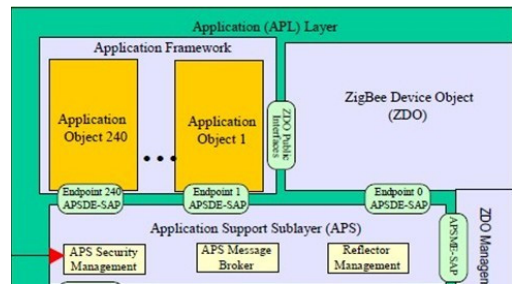 Application (APL) Layer
Application Framework
Application
Object 240
Application
Object 1
ZDO Public
Interfaces
ZigBee Device Object
(ZDO)
Endpoint 240
APSDE-SAP
Endpoint 1
APSDE-SAP
Endpoint 0
APSDE-SAP
Application Support Sublayer (APS)
APS Security
Management
APS Message
Broker
Reflector
Management
APSME-SAP
ZDO Managem